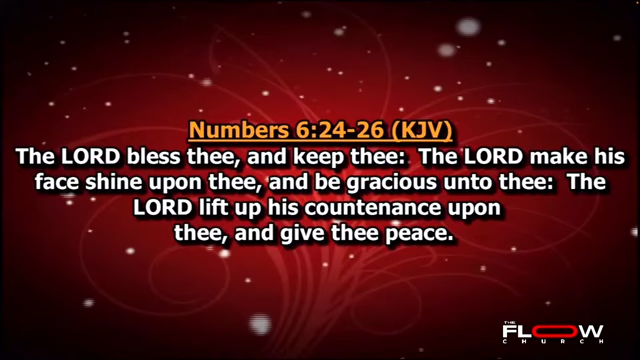 Numbers 6:24-26 (KJV)
The LORD bless thee, and keep thee:  The LORD make his
face shine upon thee, and be gracious unto thee:  The
LORD lift up his countenance upon
thee, and give thee peace.
THE
FLOW
CHURCH